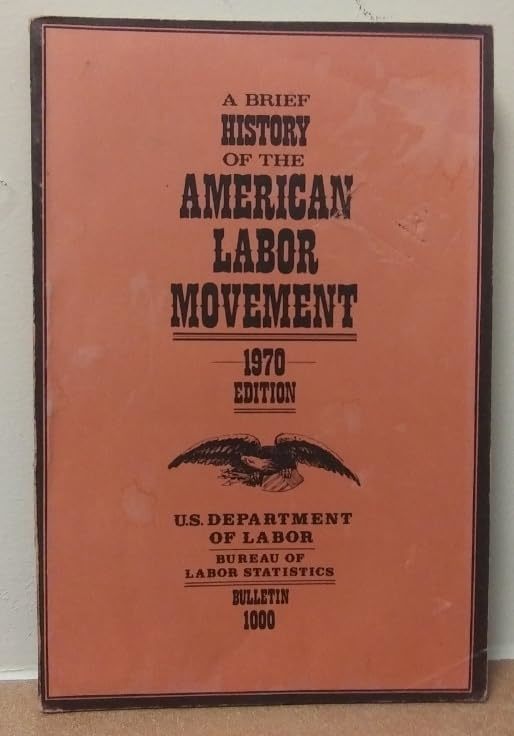 A BRIEF
HISTORY
OF THE
AMERICAN
LABOR
MOVEMENT
1970
EDITION
U.S. DEPARTMENT
OF LABOR
BUREAU OF
LABOR STATISTICS
BULLETIN
1000